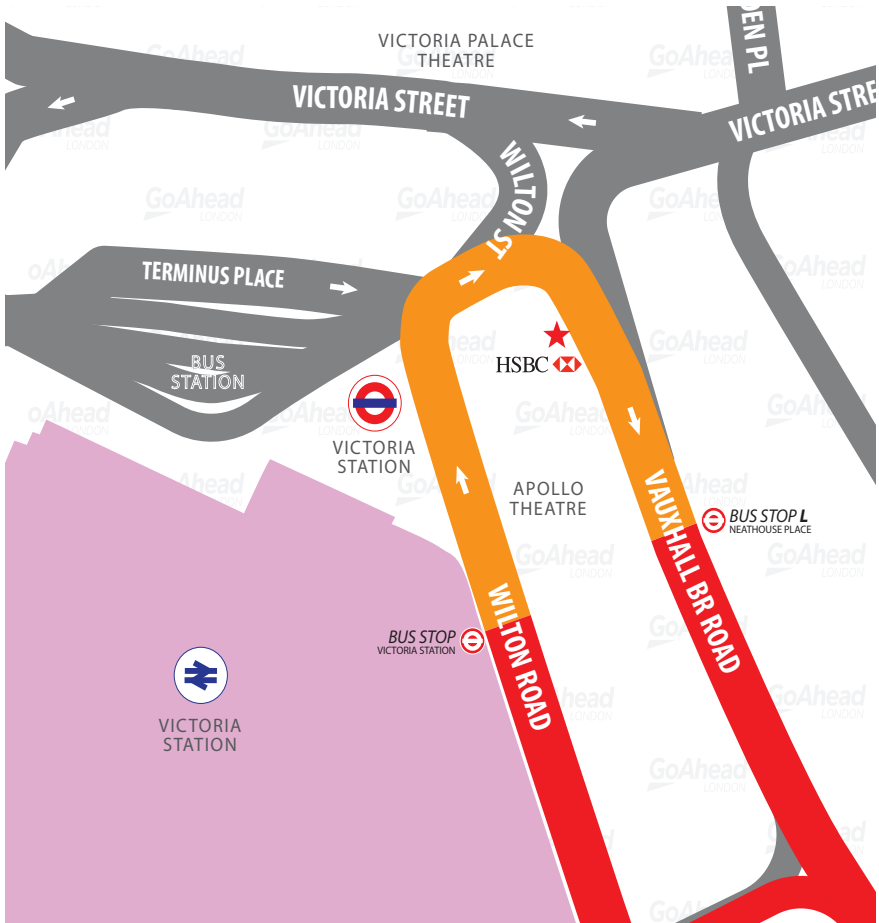 DEN PL
VICTORIA PALACE
THEATRE
VICTORIA STREET
VICTORIA STRE
WILTON ST
TERMINUS PLACE
BUS
STATION
HSBC
VICTORIA
STATION
APOLLO
THEATRE
VAUXHALL BR ROAD
BUS STOP L
NEATHOUSE PLACE
WILTON ROAD
BUS STOP
VICTORIA STATION
VICTORIA
STATION
GoAhead
LONDON